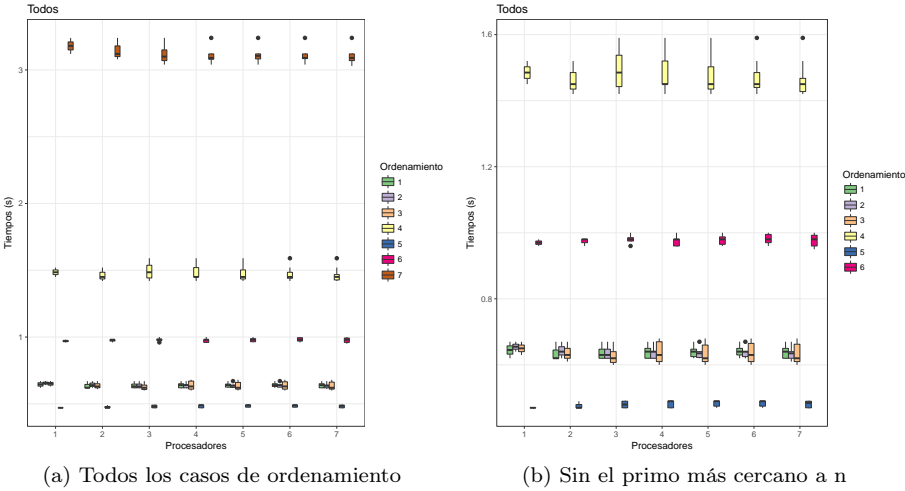 Todos
Tiempos (s)
3
2
1
1 2 3 4 5 6 7
Procesadores
Ordenamiento
1
2
3
4
5
6
7
(a) Todos los casos de ordenamiento
Todos
Tiempos (s)
1.6
1.2
0.8
1 2 3 4 5 6 7
Procesadores
Ordenamiento
1
2
3
4
5
6
(b) Sin el primo más cercano a n